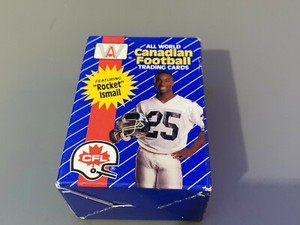 AW
ALL WORLD
Canadian
Football
TRADING CARDS
FEATURING
"Rocket"
Ismail
25
CFL